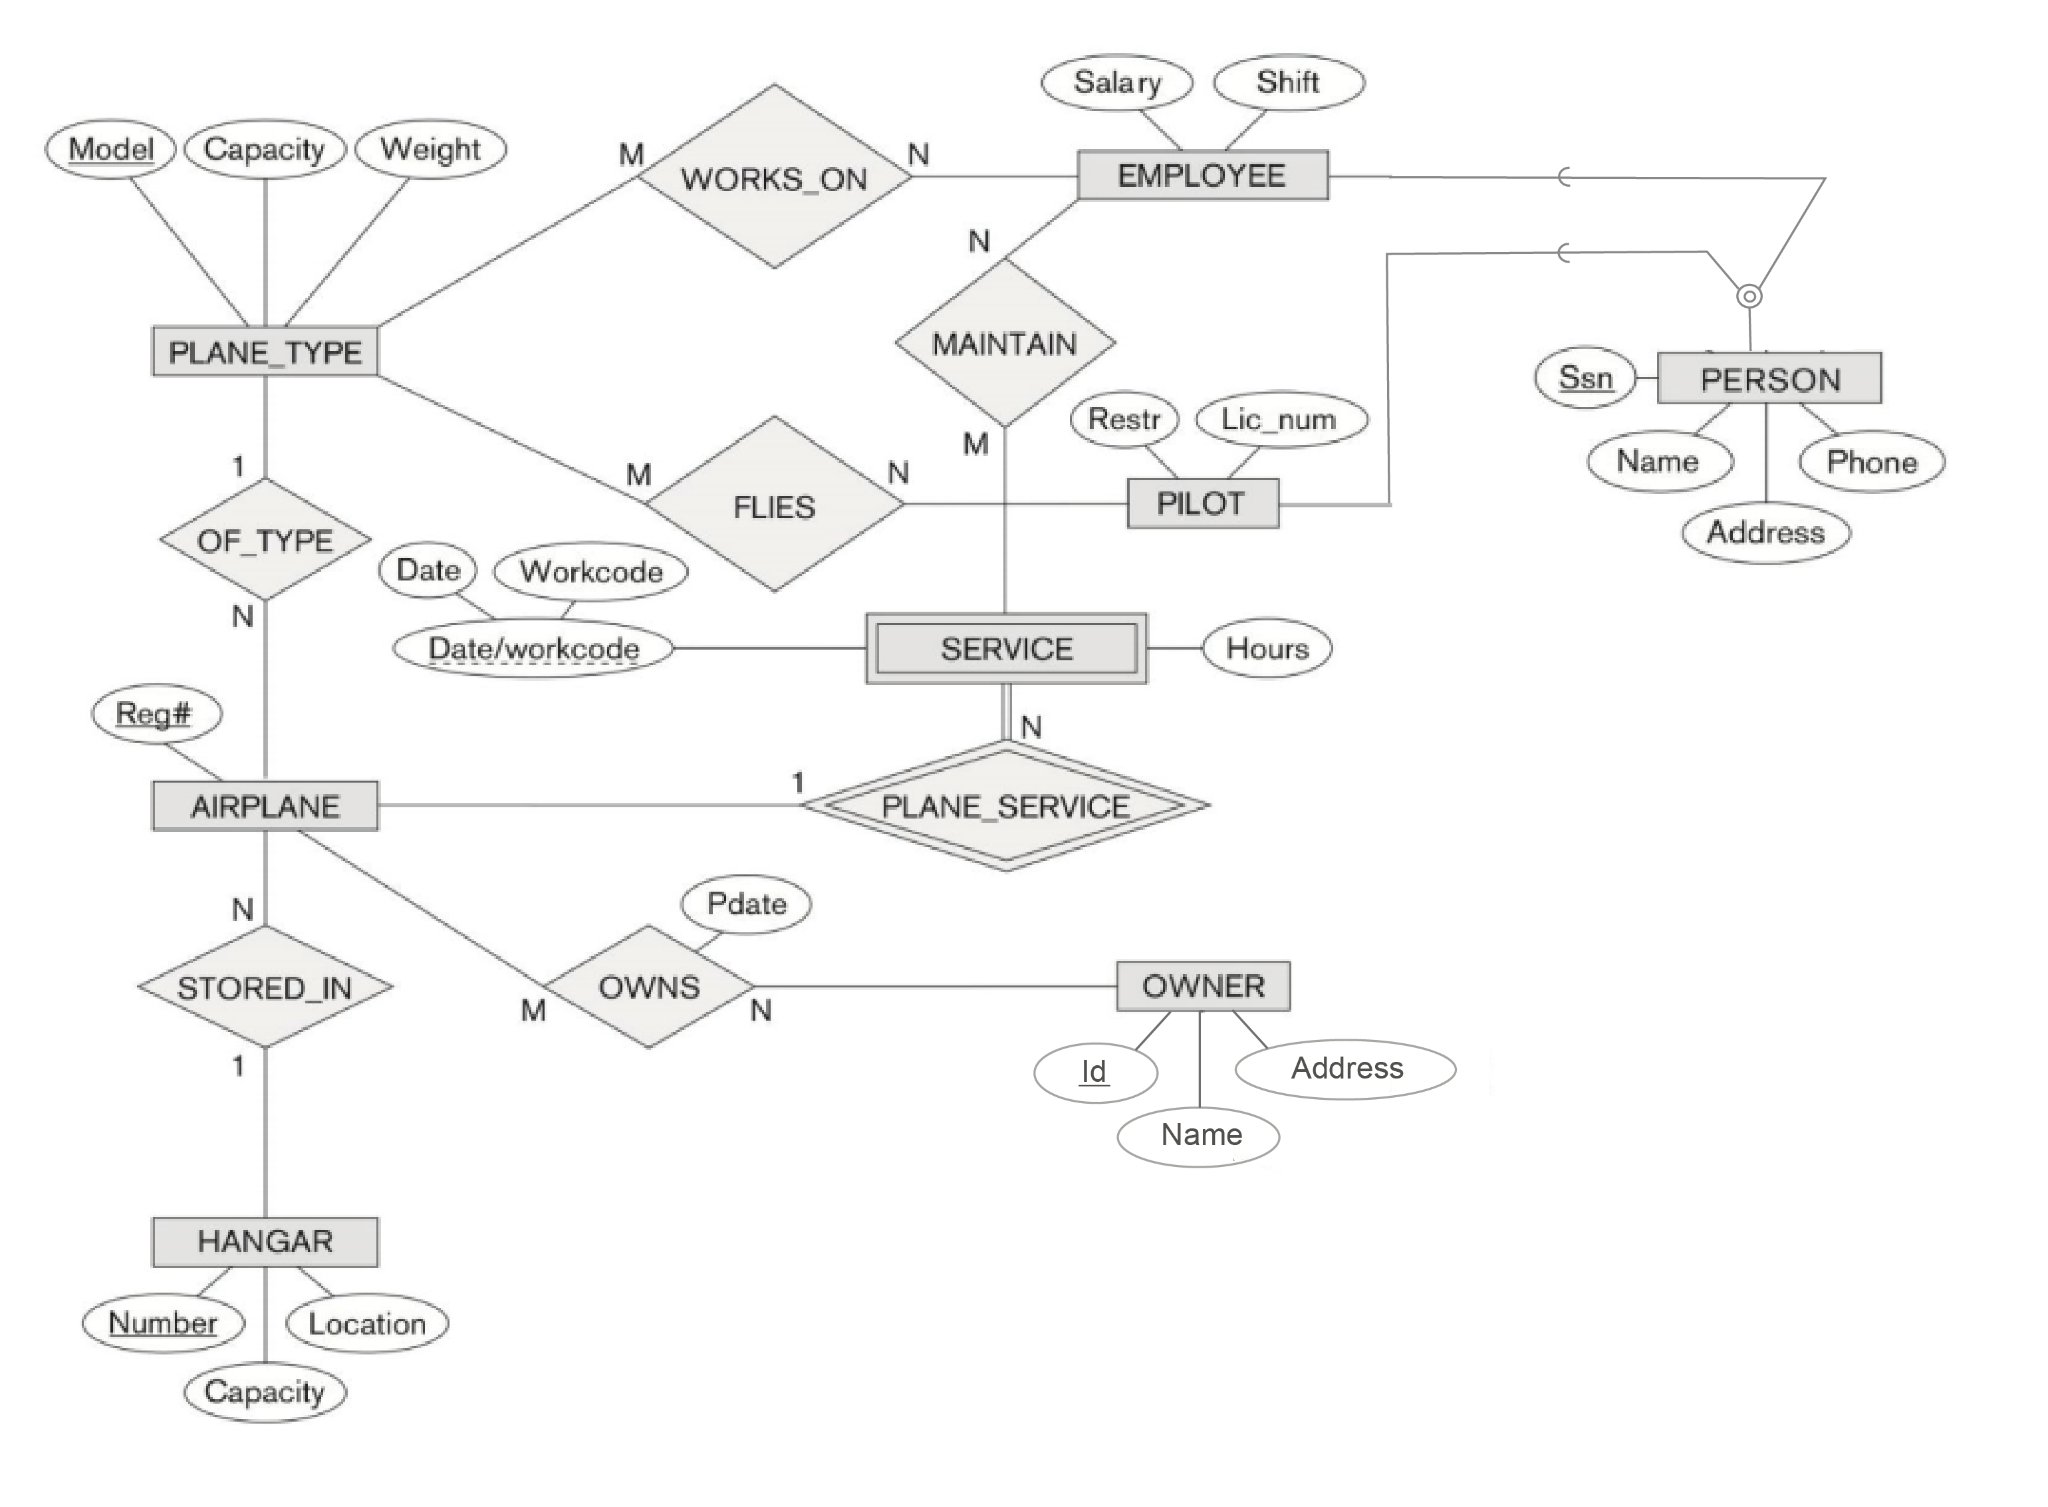 Salary
Shift
Model
Capacity
Weight
M
WORKS_ON
N
EMPLOYEE
N
PLANE_TYPE
MAINTAIN
Ssn
PERSON
Restr
Lic_num
M
Name
Phone
1
M
FLIES
N
PILOT
Address
OF_TYPE
Date
Workcode
N
Date/workcode
SERVICE
Hours
Reg#
N
1
AIRPLANE
PLANE_SERVICE
N
Pdate
STORED_IN
M
OWNS
N
OWNER
1
Id
Address
Name
HANGAR
Number
Location
Capacity